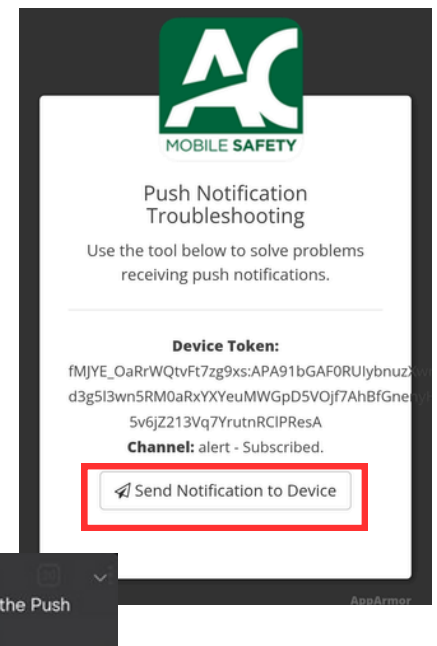 AC
MOBILE SAFETY
Push Notification
Troubleshooting
Use the tool below to solve problems
receiving push notifications.
Device Token:
fMJYE_OaRrWQtvFt7zg9xs:APA91bGAF0RUIybnuz
d3g5I3wn5RM0aRxYXYeuMWGpD5VOjf7AhBfGne
5v6jZ213Vq7YrutnRClPResA
Channel: alert - Subscribed.
Send Notification to Device
the Push
AppArmor